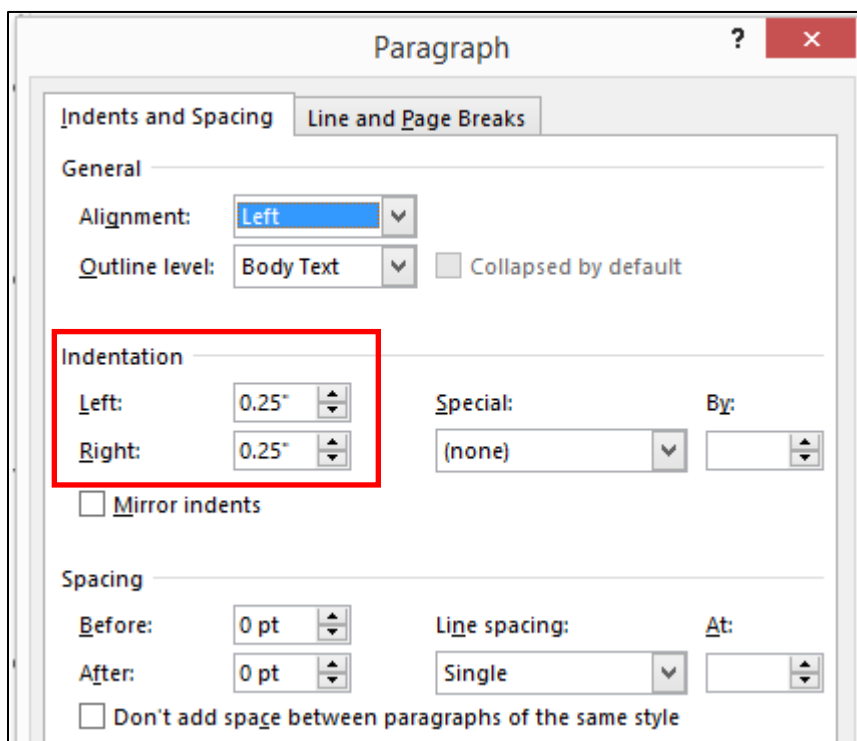 Paragraph ? ×
Indents and Spacing Line and Page Breaks
General
Alignment: Left
Outline level: Body Text Collapsed by default
Indentation
Left: 0.25" Special: By:
Right: 0.25" (none)
Mirror indents
Spacing
Before: 0 pt Line spacing: At:
After: 0 pt Single
Don't add space between paragraphs of the same style